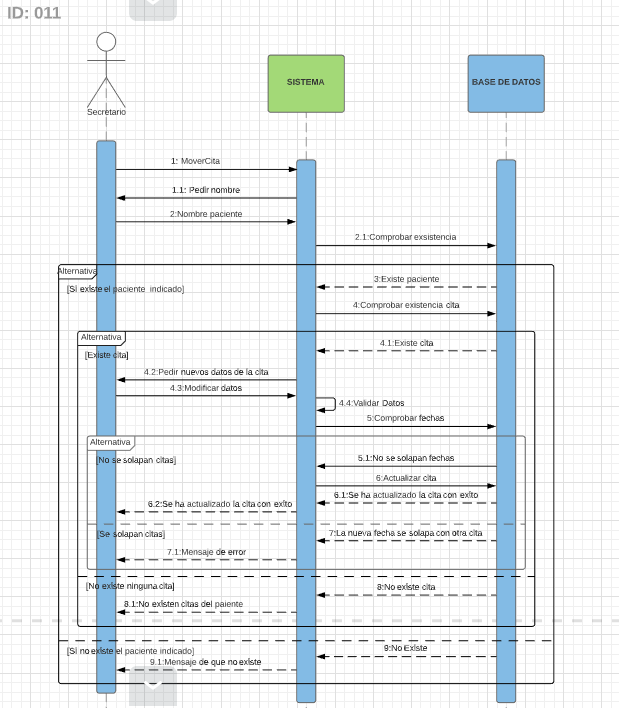 ID: 011
Secretario
SISTEMA
BASE DE DATOS
1: MoverCita
1.1: Pedir nombre
2:Nombre paciente
2.1:Comprobar exsistencia
Alternativa
3:Existe paciente
[Si existe el paciente indicado]
4:Comprobar existencia cita
Alternativa
4.1:Existe cita
[Existe cita]
4.2:Pedir nuevos datos de la cita
4.3:Modificar datos
4.4:Validar Datos
5:Comprobar fechas
Alternativa
5.1:No se solapan fechas
[No se solapan citas]
6:Actualizar cita
6.1:Se ha actualizado la cita con exíto
6.2:Se ha actualizado la cita con exíto
[Se solapan citas]
7:La nueva fecha se solapa con otra cita
7.1:Mensaje de error
[No existe ninguna cita]
8:No existe cita
8.1:No existen citas del paiente
[Si no existe el paciente indicado]
9:No Existe
9.1:Mensaje de que no existe